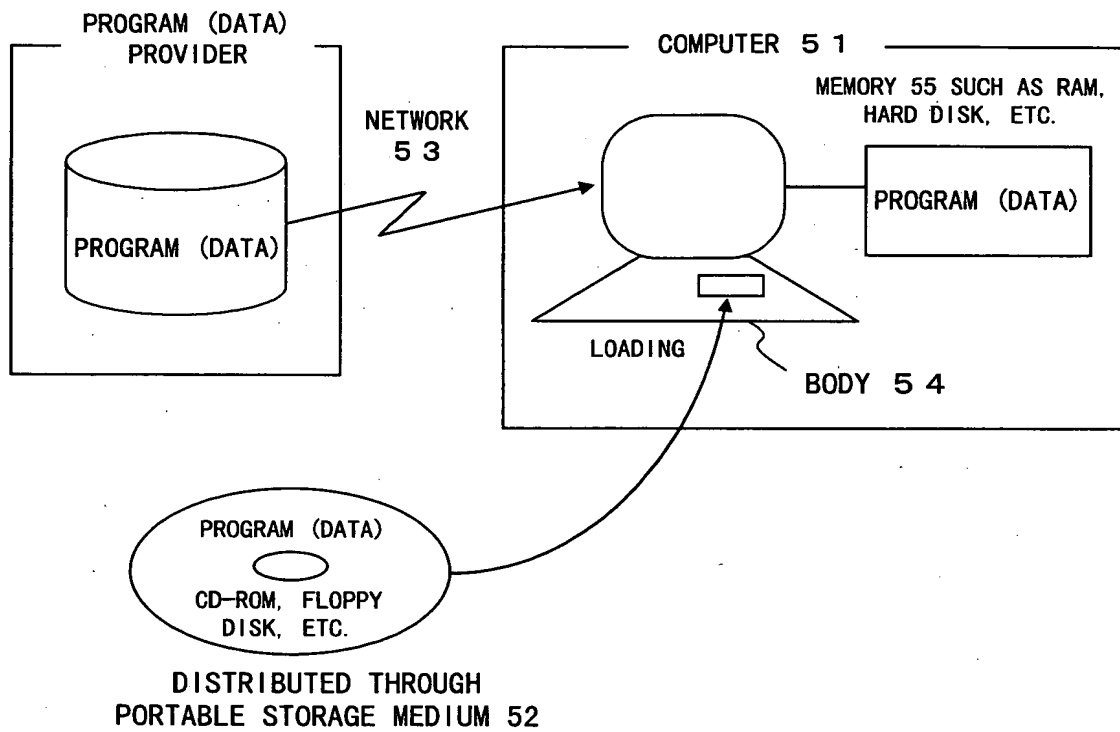 PROGRAM (DATA)
PROVIDER
PROGRAM (DATA)
NETWORK
53
COMPUTER 51
MEMORY 55 SUCH AS RAM,
HARD DISK, ETC.
PROGRAM (DATA)
LOADING
BODY 54
PROGRAM (DATA)
CD-ROM, FLOPPY
DISK, ETC.
DISTRIBUTED THROUGH
PORTABLE STORAGE MEDIUM 52